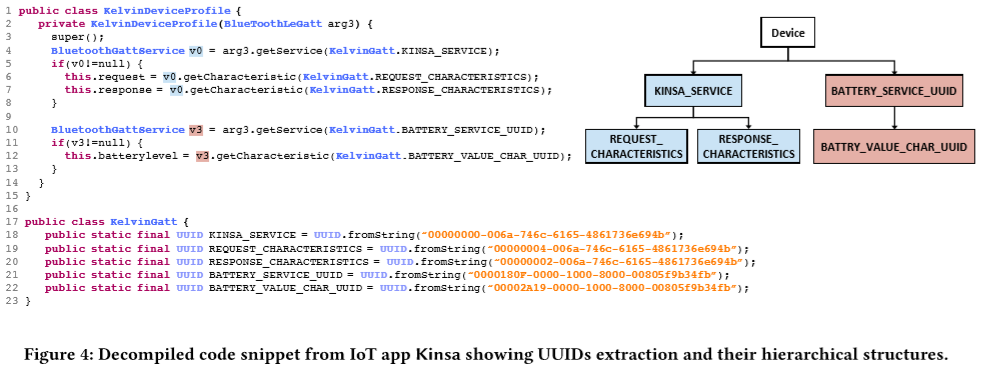 1 public class KelvinDeviceProfile {
2 private KelvinDeviceProfile(BlueToothLeGatt arg3) {
3 super();
4 BluetoothGattService v0 = arg3.getService(KelvinGatt.KINSA_SERVICE);
5 if(v0!=null) {
6 this.request = v0.getCharacteristic(KelvinGatt.REQUEST_CHARACTERISTICS);
7 this.response = v0.getCharacteristic(KelvinGatt.RESPONSE_CHARACTERISTICS);
8 }
9
10 BluetoothGattService v3 = arg3.getService(KelvinGatt.BATTERY_SERVICE_UUID);
11 if(v3!=null) {
12 this.batterylevel = v3.getCharacteristic(KelvinGatt.BATTERY_VALUE_CHAR_UUID);
13 }
14 }
15 }
16
17 public class KelvinGatt {
18 public static final UUID KINSA_SERVICE = UUID.fromString("00000000-006a-746c-6165-4861736e694b");
19 public static final UUID REQUEST_CHARACTERISTICS = UUID.fromString("00000004-006a-746c-6165-4861736e694b");
20 public static final UUID RESPONSE_CHARACTERISTICS = UUID.fromString("00000002-006a-746c-6165-4861736e694b");
21 public static final UUID BATTERY_SERVICE_UUID = UUID.fromString("0000180F-0000-1000-8000-00805f9b34fb");
22 public static final UUID BATTERY_VALUE_CHAR_UUID = UUID.fromString("00002A19-0000-1000-8000-00805f9b34fb");
23 }
Device
KINSA_SERVICE
BATTERY_SERVICE_UUID
REQUEST_
CHARACTERISTICS
RESPONSE_
CHARACTERISTICS
BATTRY_VALUE_CHAR_UUID
Figure 4: Decompiled code snippet from IoT app Kinsa showing UUIDs extraction and their hierarchical structures.